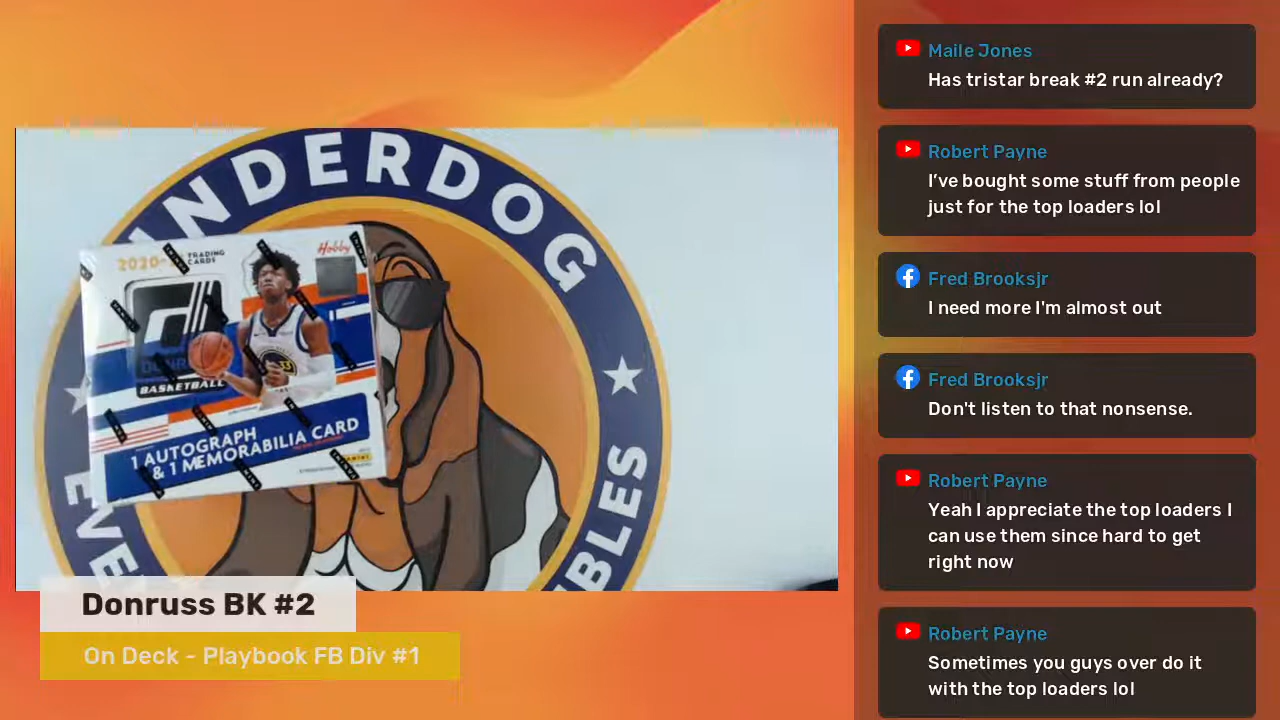 UNDERDOG
2020-
TRADING
CARDS
Hobby
BASKETBALL
1 AUTOGRAPH
& 1 MEMORABILIA CARD
EVE
IBLES
Donruss BK #2
On Deck - Playbook FB Div #1
Maile Jones
Has tristar break #2 run already?
Robert Payne
I've bought some stuff from people
just for the top loaders lol
Fred Brooksjr
I need more I'm almost out
Fred Brooksjr
Don't listen to that nonsense.
Robert Payne
Yeah I appreciate the top loaders I
can use them since hard to get
right now
Robert Payne
Sometimes you guys over do it
with the top loaders lol